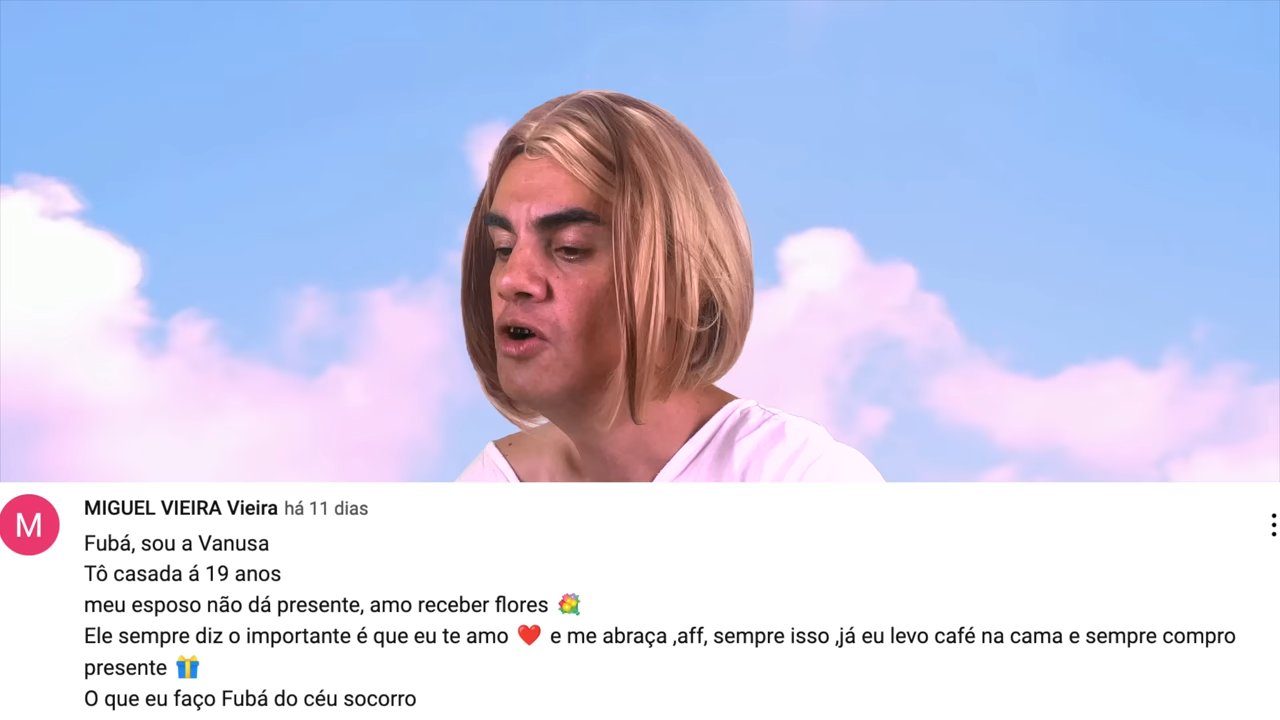 M
MIGUEL VIEIRA Vieira há 11 dias
Fubá, sou a Vanusa
Tô casada á 19 anos
meu esposo não dá presente, amo receber flores 💐
Ele sempre diz o importante é que eu te amo ❤️ e me abraça ,aff, sempre isso ,já eu levo café na cama e sempre compro
presente 🎁
O que eu faço Fubá do céu socorro